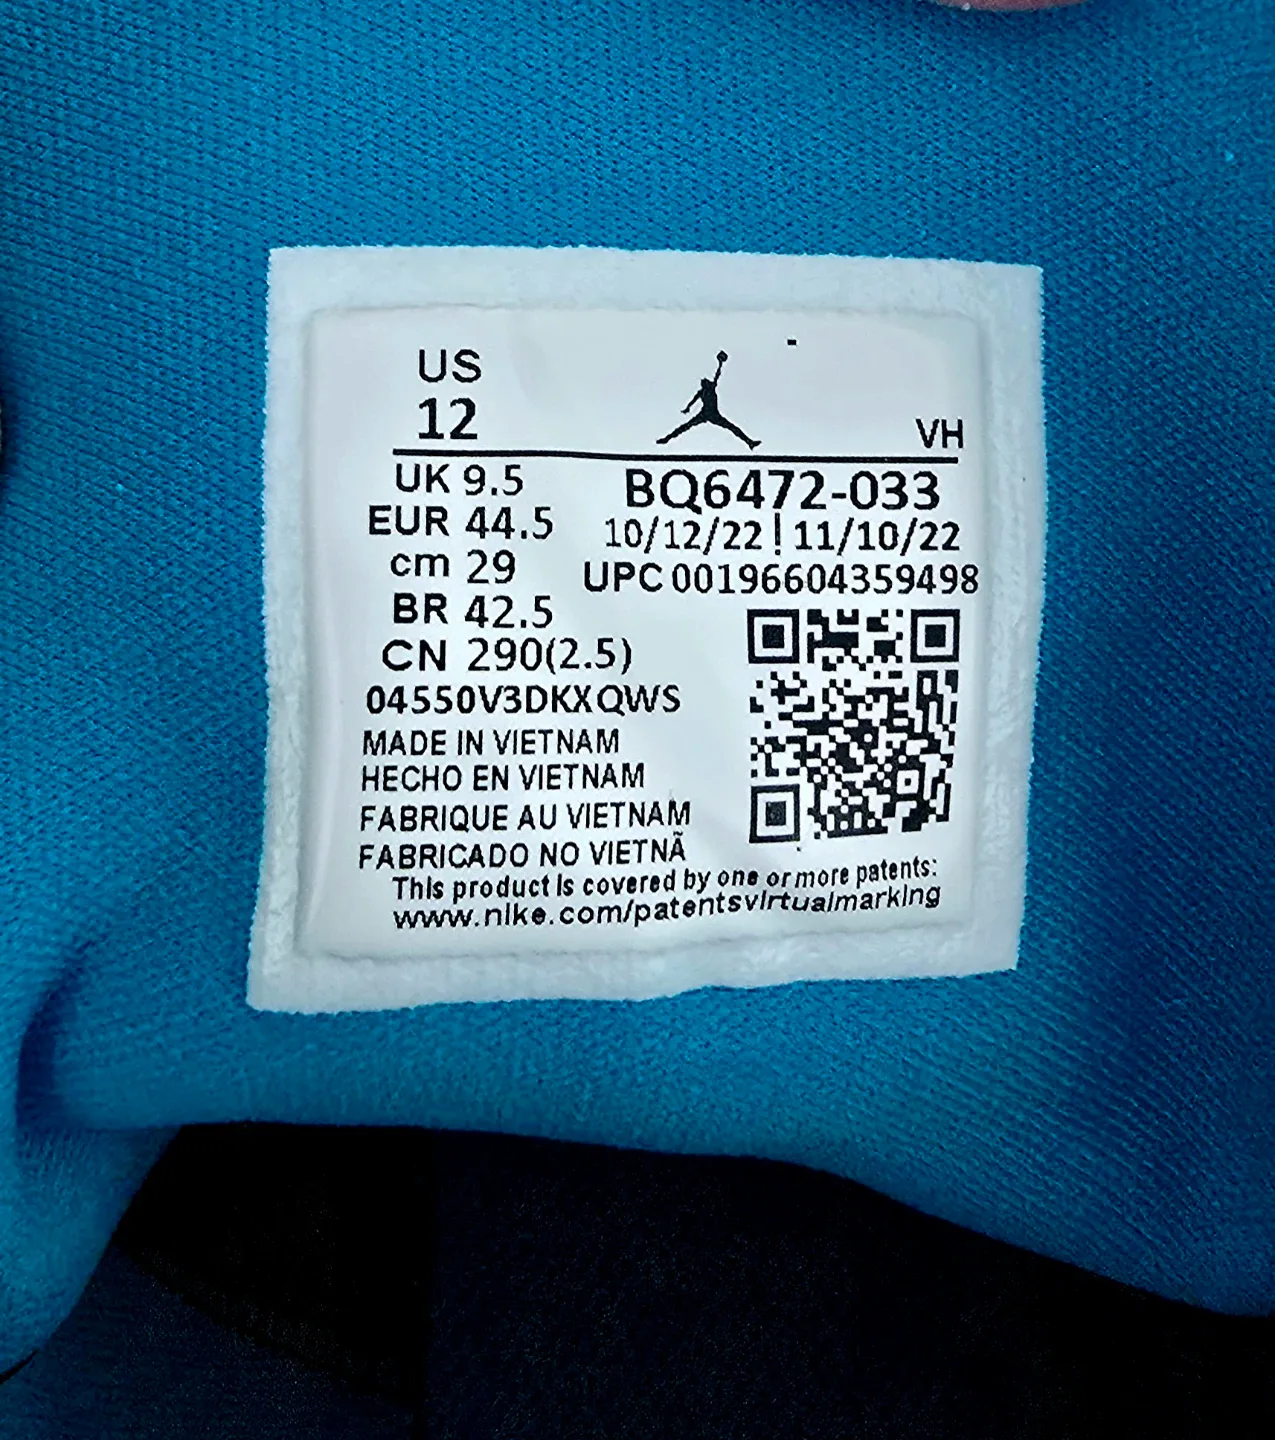 US
12
VH
UK 9.5
BQ6472-033
EUR 44.5
10/12/22 | 11/10/22
cm 29
UPC 00196604359498
BR 42.5
CN 290(2.5)
04550V3DKXQWS
MADE IN VIETNAM
HECHO EN VIETNAM
FABRIQUE AU VIETNAM
FABRICADO NO VIETNÃ
This product is covered by one or more patents:
www.nike.com/patentsvirtualmarking